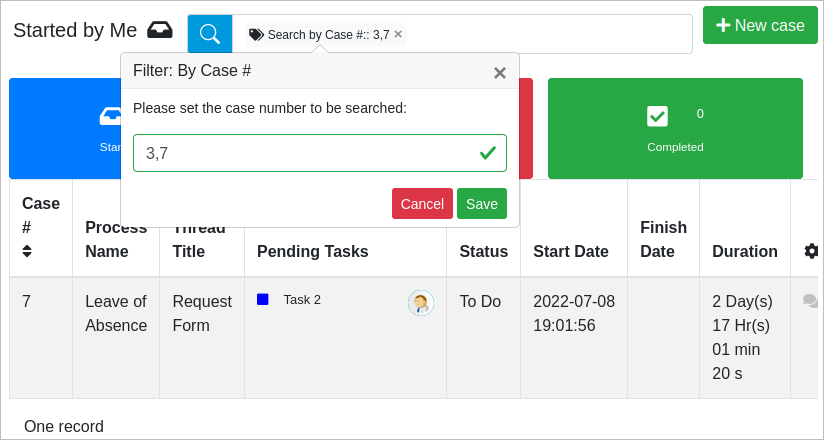 Started by Me
Search by Case #:: 3,7 ×
New case
Filter: By Case #
×
Please set the case number to be searched:
3,7
Cancel
Save
0
Completed
Case #
Process Name
Thread Title
Pending Tasks
Status
Start Date
Finish Date
Duration
7
Leave of Absence
Request Form
Task 2
To Do
2022-07-08
19:01:56
2 Day(s)
17 Hr(s)
01 min
20 s
One record